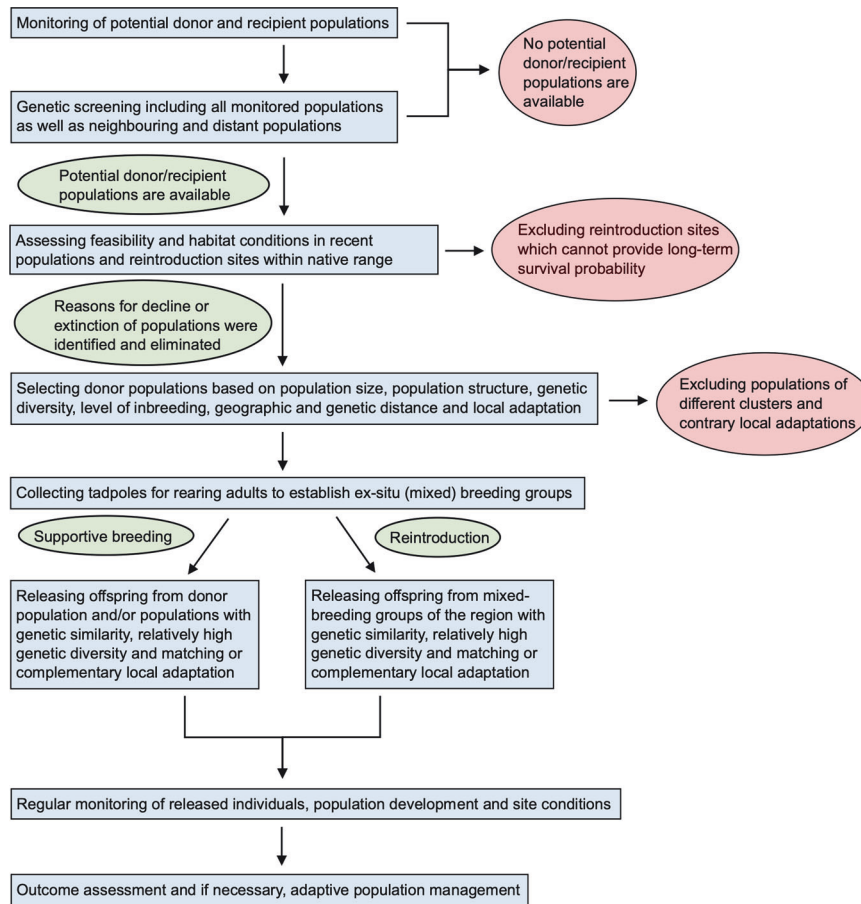 Monitoring of potential donor and recipient populations
No potential
donor/recipient
populations are
available
Genetic screening including all monitored populations
as well as neighbouring and distant populations
Potential donor/recipient
populations are available
Assessing feasibility and habitat conditions in recent
populations and reintroduction sites within native range
Excluding reintroduction sites
which cannot provide long-term
survival probability
Reasons for decline or
extinction of populations were
identified and eliminated
Selecting donor populations based on population size, population structure, genetic
diversity, level of inbreeding, geographic and genetic distance and local adaptation
Excluding populations of
different clusters and
contrary local adaptations
Collecting tadpoles for rearing adults to establish ex-situ (mixed) breeding groups
Supportive breeding
Reintroduction
Releasing offspring from donor
population and/or populations with
genetic similarity, relatively high
genetic diversity and matching or
complementary local adaptation
Releasing offspring from mixed-
breeding groups of the region with
genetic similarity, relatively high
genetic diversity and matching or
complementary local adaptation
Regular monitoring of released individuals, population development and site conditions
Outcome assessment and if necessary, adaptive population management